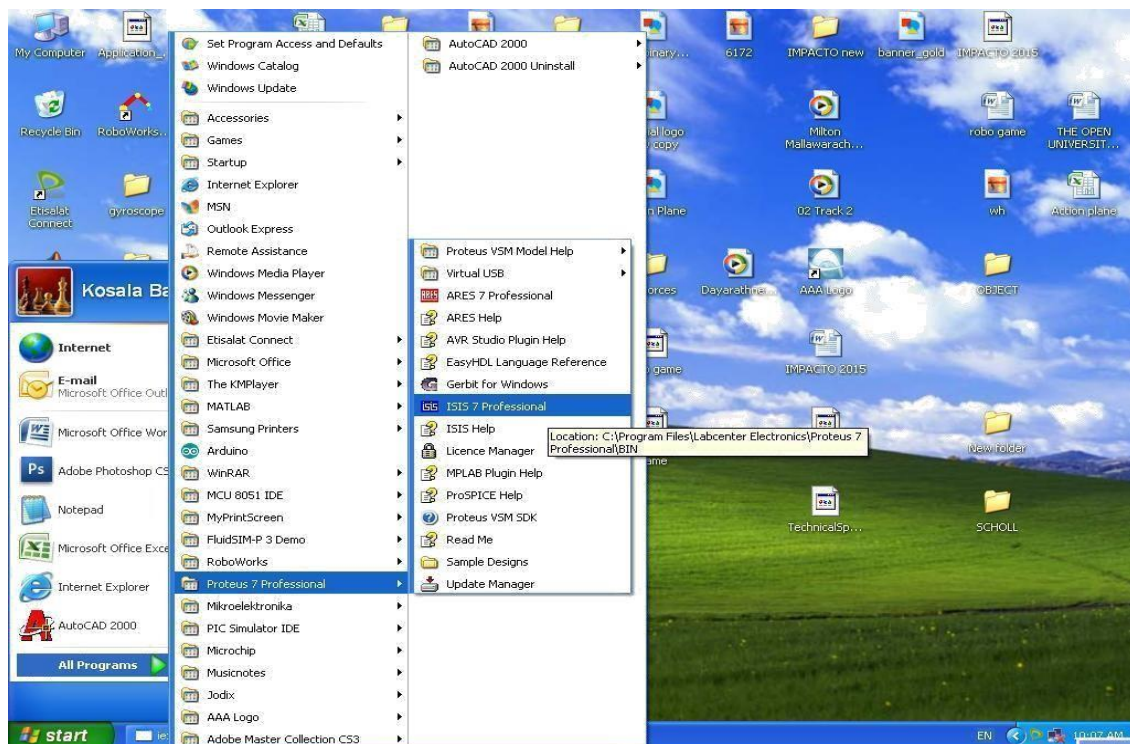 My Computer
Application_...
6172
IMPACTO new
banner_gold
IMPACTO 2015
Recycle Bin
RoboWorks...
Milton
Mallawarach...
robo game
THE OPEN
UNIVERSIT...
Etisalat
Connect
gyroscope
02 Track 2
wh
Action plane
Dayarathna...
AAA Logo
OBJECT
IMPACTO 2015
New folder
TechnicalSp...
SCHOLL
Kosala Ba
Internet
E-mail
Microsoft Office Outl
Microsoft Office Wor
Ps
Adobe Photoshop CS
Notepad
Microsoft Office Exce
Internet Explorer
AutoCAD 2000
All Programs
start
Set Program Access and Defaults
Windows Catalog
Windows Update
Accessories
Games
Startup
Internet Explorer
MSN
Outlook Express
Remote Assistance
Windows Media Player
Windows Messenger
Windows Movie Maker
Etisalat Connect
Microsoft Office
The KMPlayer
MATLAB
Samsung Printers
Arduino
WinRAR
MCU 8051 IDE
MyPrintScreen
FluidSIM-P 3 Demo
RoboWorks
Proteus 7 Professional
Mikroelektronika
PIC Simulator IDE
Microchip
Musicnotes
Jodix
AAA Logo
Adobe Master Collection CS3
AutoCAD 2000
AutoCAD 2000 Uninstall
Proteus VSM Model Help
Virtual USB
ARES 7 Professional
ARES Help
AVR Studio Plugin Help
EasyHDL Language Reference
Gerbit for Windows
ISIS 7 Professional
ISIS Help
Licence Manager
MPLAB Plugin Help
ProSPICE Help
Proteus VSM SDK
Read Me
Sample Designs
Update Manager
Location: C:\Program Files\Labcenter Electronics\Proteus 7
Professional\BIN
EN
10:07 AM